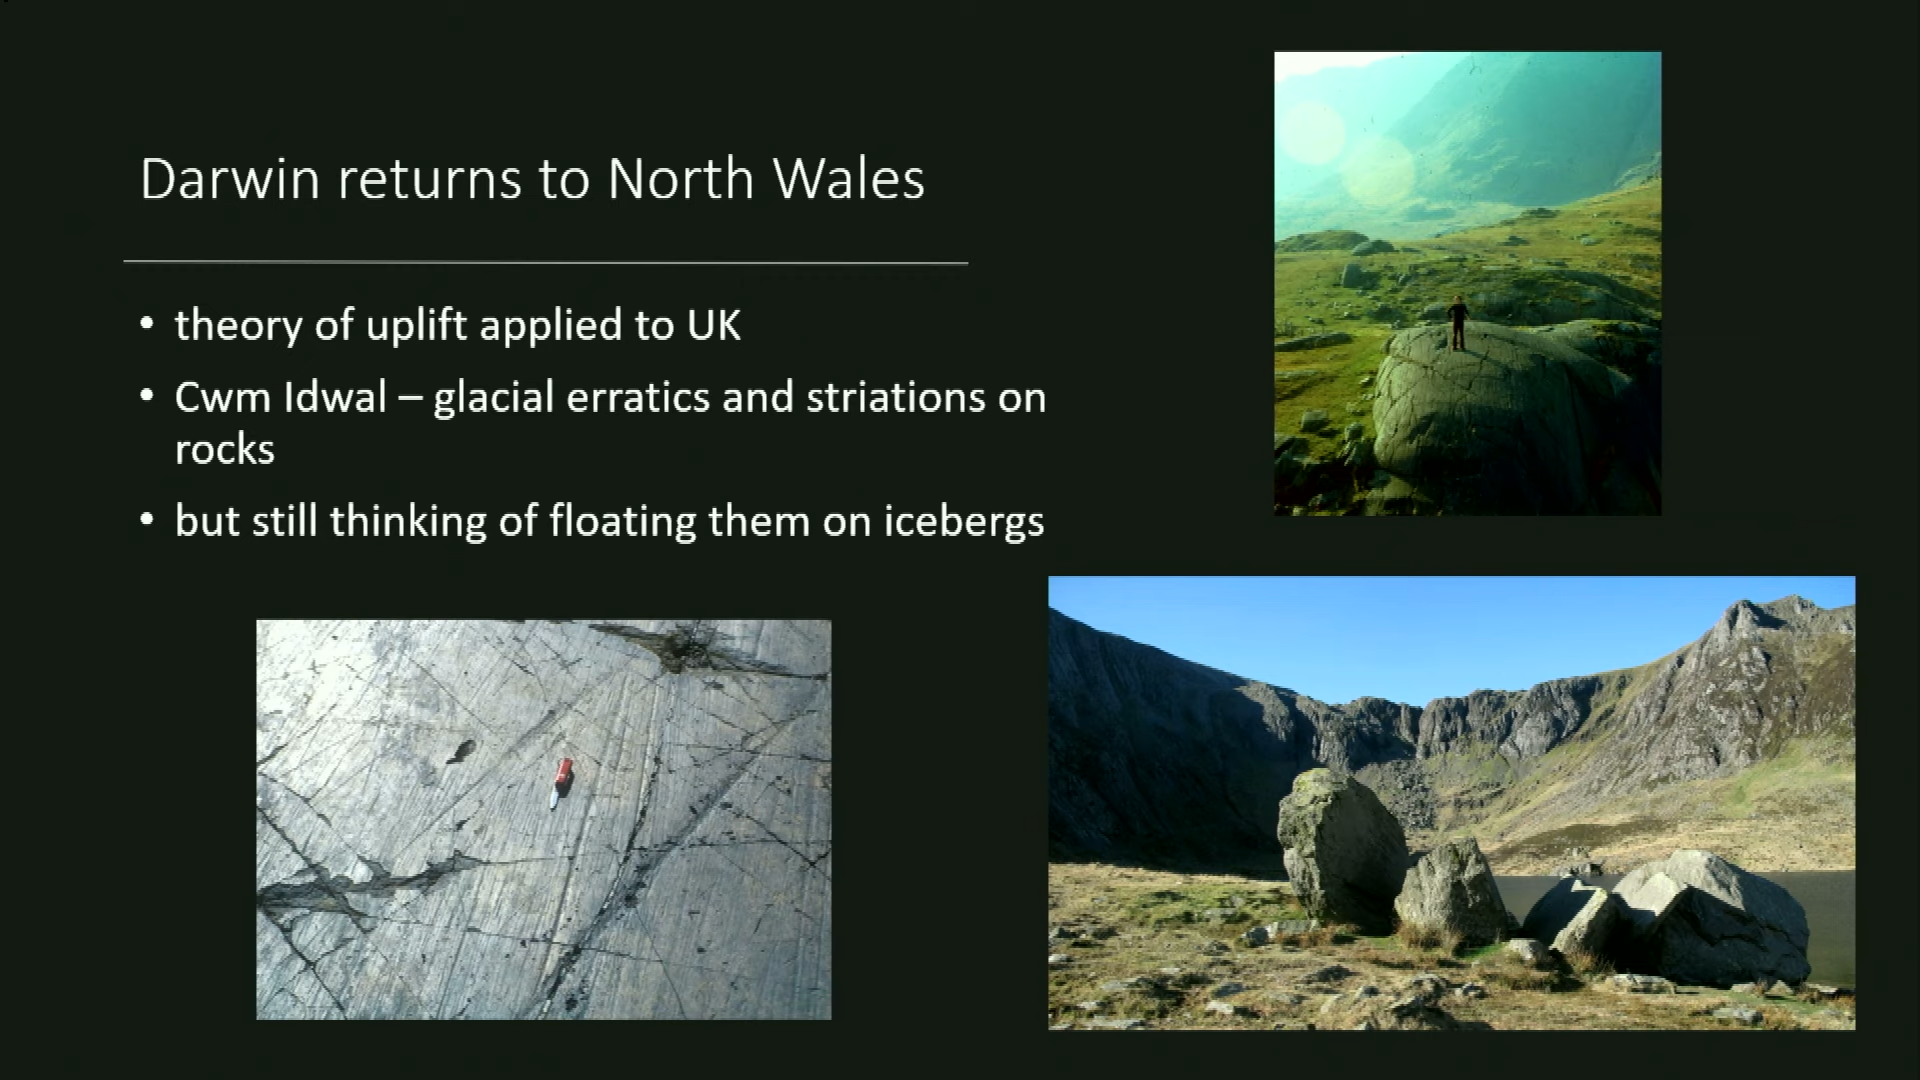 Darwin returns to North Wales
• theory of uplift applied to UK
• Cwm Idwal – glacial erratics and striations on
rocks
• but still thinking of floating them on icebergs